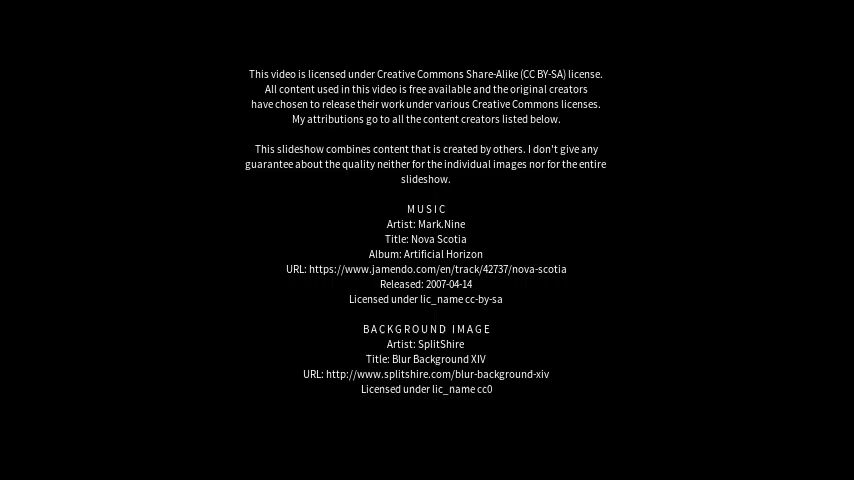 This video is licensed under Creative Commons Share-Alike (CC BY-SA) license.
All content used in this video is free available and the original creators
have chosen to release their work under various Creative Commons licenses.
My attributions go to all the content creators listed below.
This slideshow combines content that is created by others. I don't give any
guarantee about the quality neither for the individual images nor for the entire
slideshow.
MUSIC
Artist: Mark.Nine
Title: Nova Scotia
Album: Artificial Horizon
URL: https://www.jamendo.com/en/track/42737/nova-scotia
Released: 2007-04-14
Licensed under lic_name cc-by-sa
BACKGROUND IMAGE
Artist: SplitShire
Title: Blur Background XIV
URL: http://www.splitshire.com/blur-background-xiv
Licensed under lic_name cc0